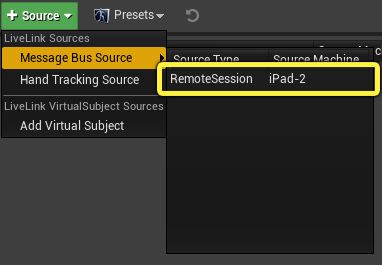 + Source
Presets
LiveLink Sources
Message Bus Source
Source Type Source Machine
Hand Tracking Source
RemoteSession iPad-2
LiveLink VirtualSubject Sources
Add Virtual Subject